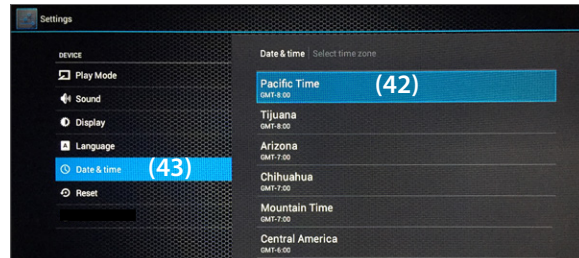 Settings
DEVICE
Play Mode
Sound
Display
A Language
Date & time (43)
Reset
Date & time | Select time zone
Pacific Time (42)
GMT-8:00
Tijuana
GMT-8:00
Arizona
GMT-7:00
Chihuahua
GMT-7:00
Mountain Time
GMT-7:00
Central America
GMT-6:00